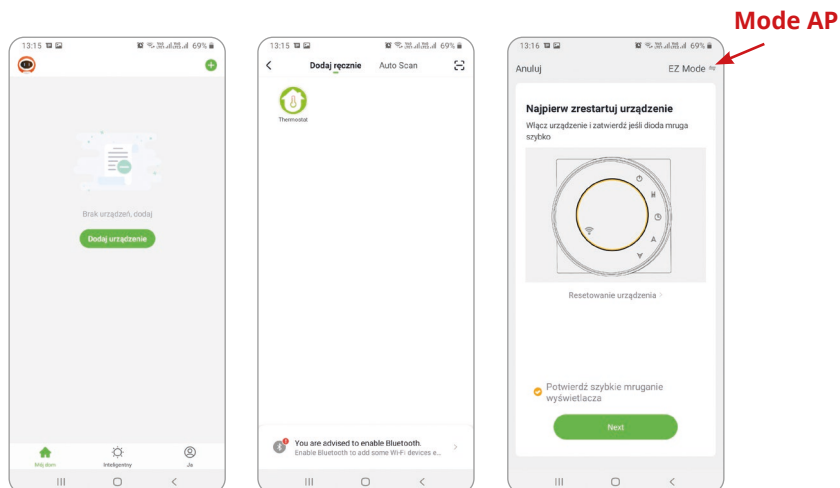 Mode AP
13:15 69%
Brak urządzeń, dodaj
Dodaj urządzenie
Mój dom Inteligentny Ja
13:15 69%
Dodaj ręcznie Auto Scan
Thermostat
You are advised to enable Bluetooth.
Enable Bluetooth to add some Wi-Fi devices e...
13:16 69%
Anuluj EZ Mode
Najpierw zrestartuj urządzenie
Włącz urządzenie i zatwierdź jeśli dioda mruga
szybko
M
Resetowanie urządzenia >
Potwierdź szybkie mruganie
wyświetlacza
Next